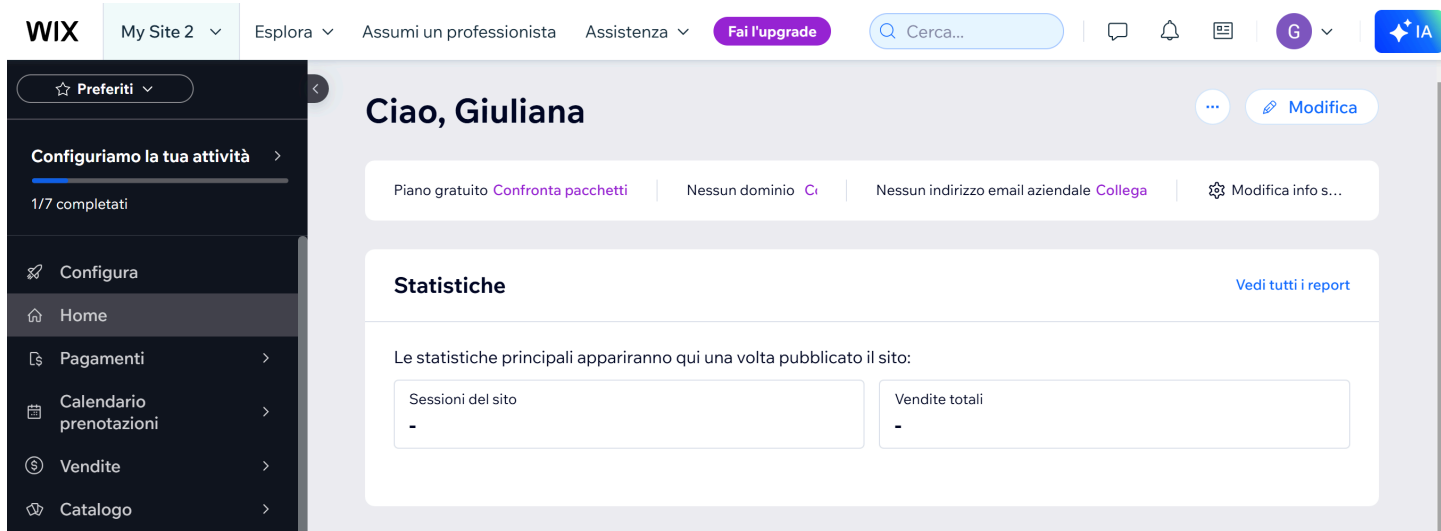 WIX My Site 2 Esplora Assumi un professionista Assistenza Fai l'upgrade Cerca... G IA
Preferiti
Configuriamo la tua attività
1/7 completati
Configura
Home
Pagamenti
Calendario
prenotazioni
Vendite
Catalogo
Ciao, Giuliana
... Modifica
Piano gratuito Confronta pacchetti Nessun dominio Nessun indirizzo email aziendale Collega Modifica info s...
Statistiche
Vedi tutti i report
Le statistiche principali appariranno qui una volta pubblicato il sito:
Sessioni del sito
-
Vendite totali
-